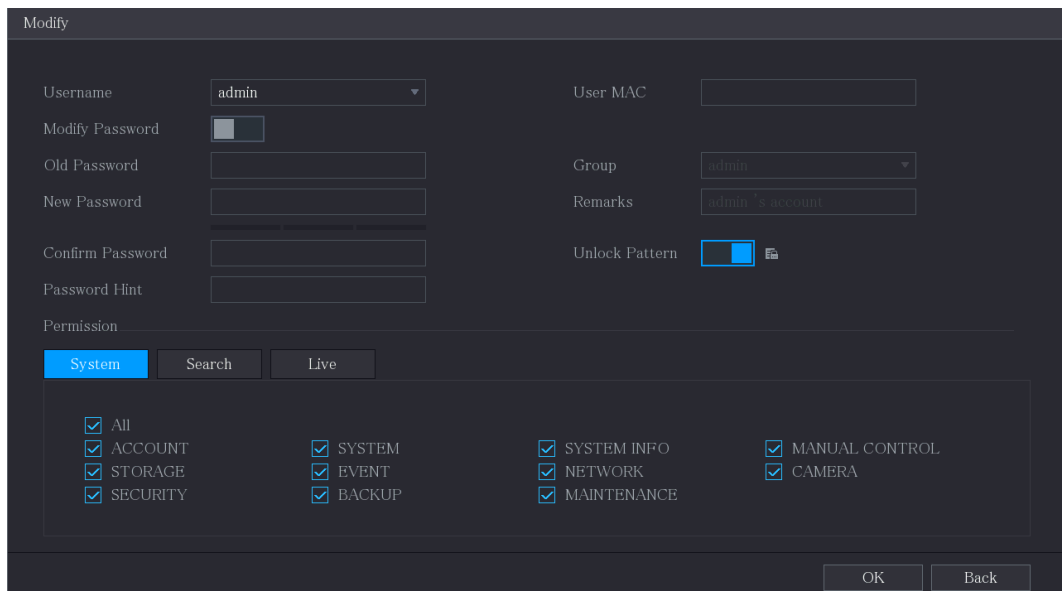 Modify
Username admin User MAC
Modify Password
Old Password Group admin
New Password Remarks admin 's account
Confirm Password Unlock Pattern
Password Hint
Permission
System Search Live
All
ACCOUNT SYSTEM SYSTEM INFO MANUAL CONTROL
STORAGE EVENT NETWORK CAMERA
SECURITY BACKUP MAINTENANCE
OK Back